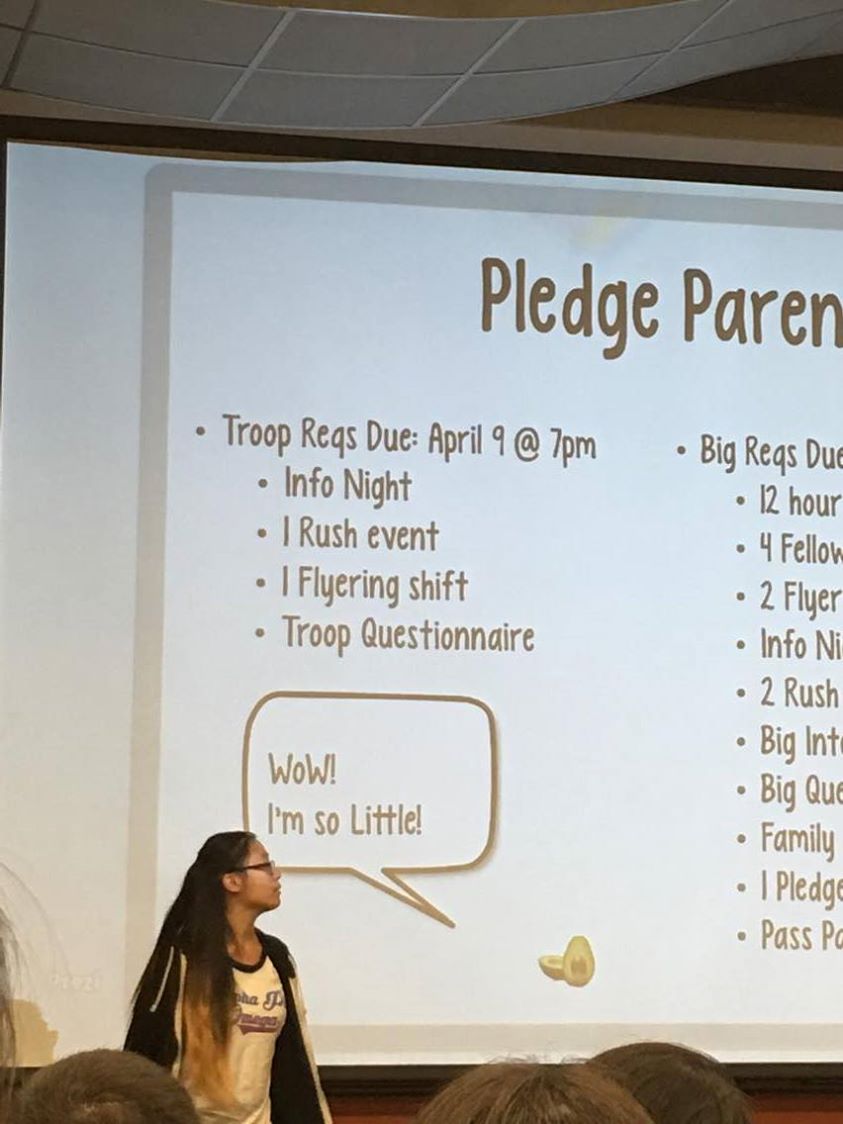 Pledge Paren
• Troop Reqs Due: April 9 @ 7pm
• Info Night
• 1 Rush event
• 1 Flyering shift
• Troop Questionnaire
WoW!
I'm so Little!
• Big Reqs Due
• 12 hour
• 4 Fellow
• 2 Flyer
• Info Ni
• 2 Rush
• Big Inte
• Big Que
• Family
• 1 Pledge
• Pass Pa
Prezi
pha
Omega